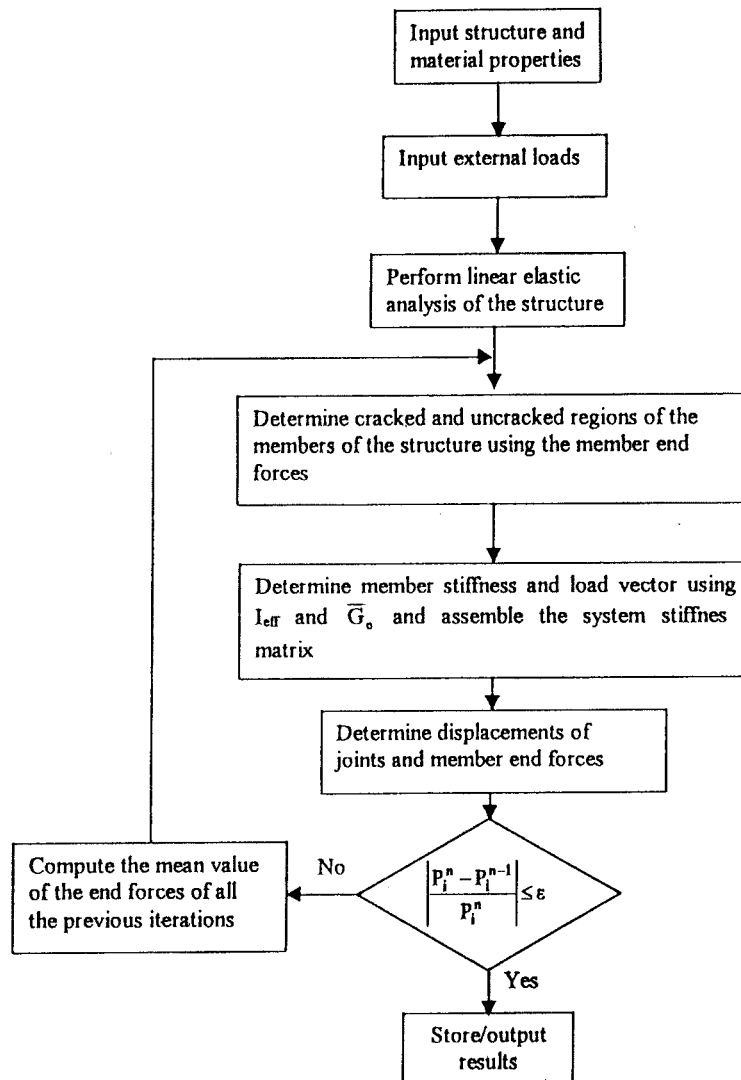 Input structure and
material properties
Input external loads
Perform linear elastic
analysis of the structure
Determine cracked and uncracked regions of the
members of the structure using the member end
forces
Determine member stiffness and load vector using
I_eff and G̅_c and assemble the system stiffnes
matrix
Determine displacements of
joints and member end forces
|(P_i^n − P_i^{n−1}) / P_i^n| ≤ ε
No
Compute the mean value
of the end forces of all
the previous iterations
Yes
Store/output
results